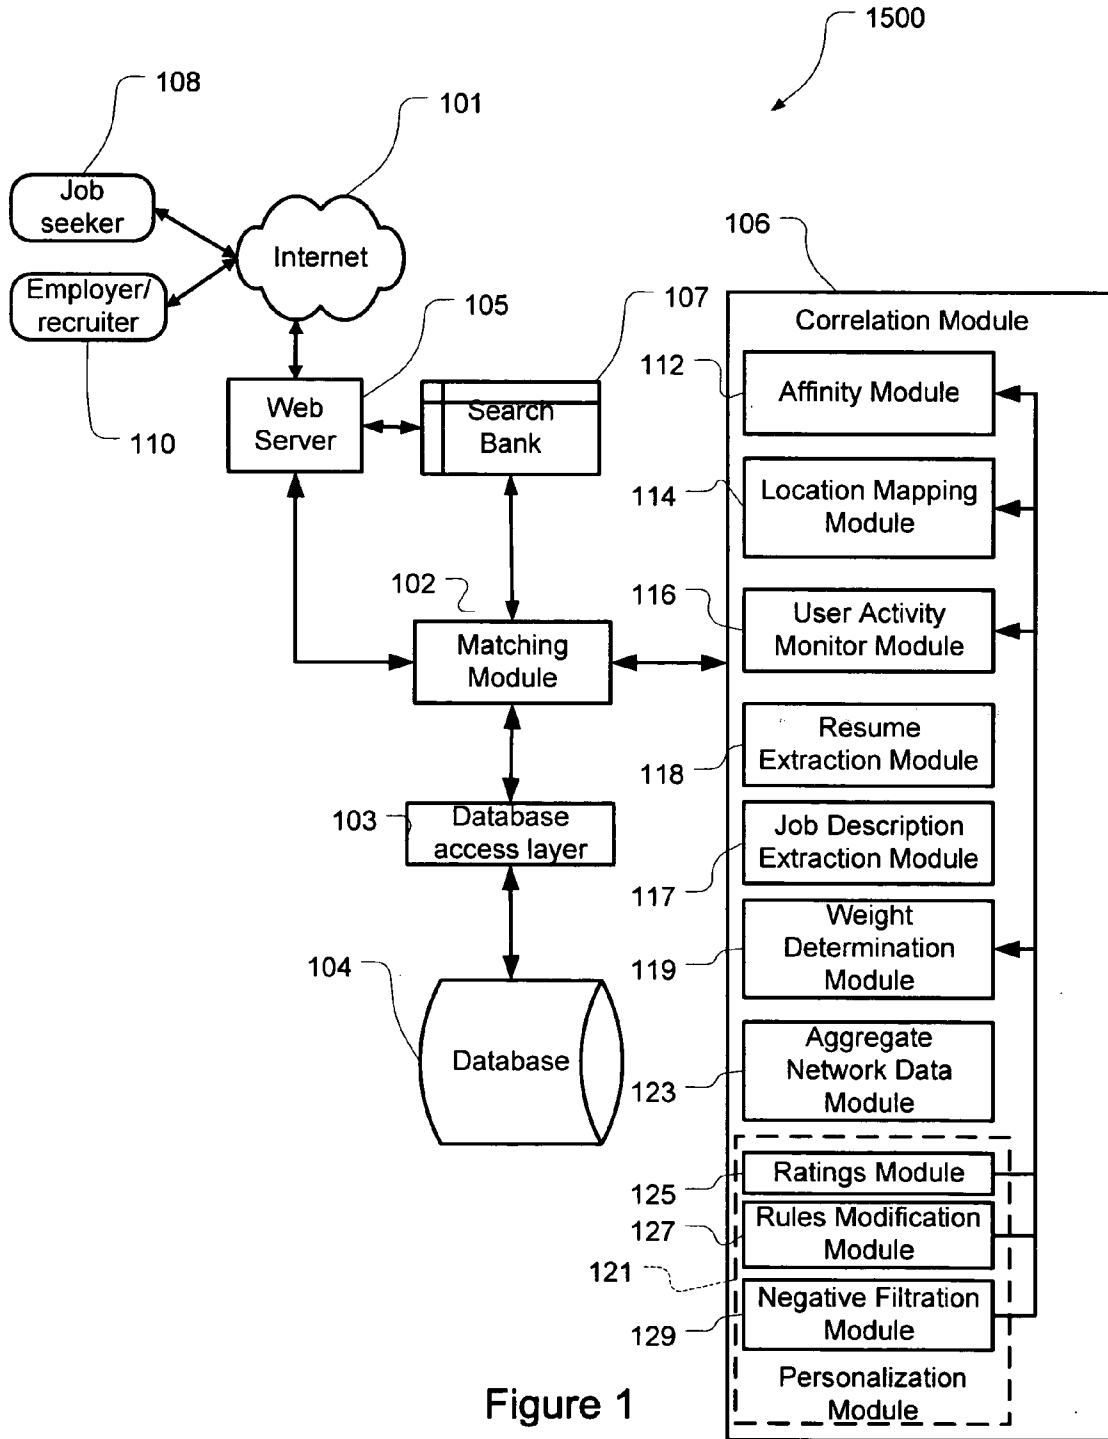 1500
108
101
Job
seeker
Internet
Employer/
recruiter
110
105
107
106
Web
Server
Search
Bank
Correlation Module
112
Affinity Module
114
Location Mapping
Module
102
116
User Activity
Monitor Module
Matching
Module
118
Resume
Extraction Module
103
Database
access layer
117
Job Description
Extraction Module
119
Weight
Determination
Module
104
Database
123
Aggregate
Network Data
Module
125
Ratings Module
127
Rules Modification
Module
121
129
Negative Filtration
Module
Personalization
Module
Figure 1